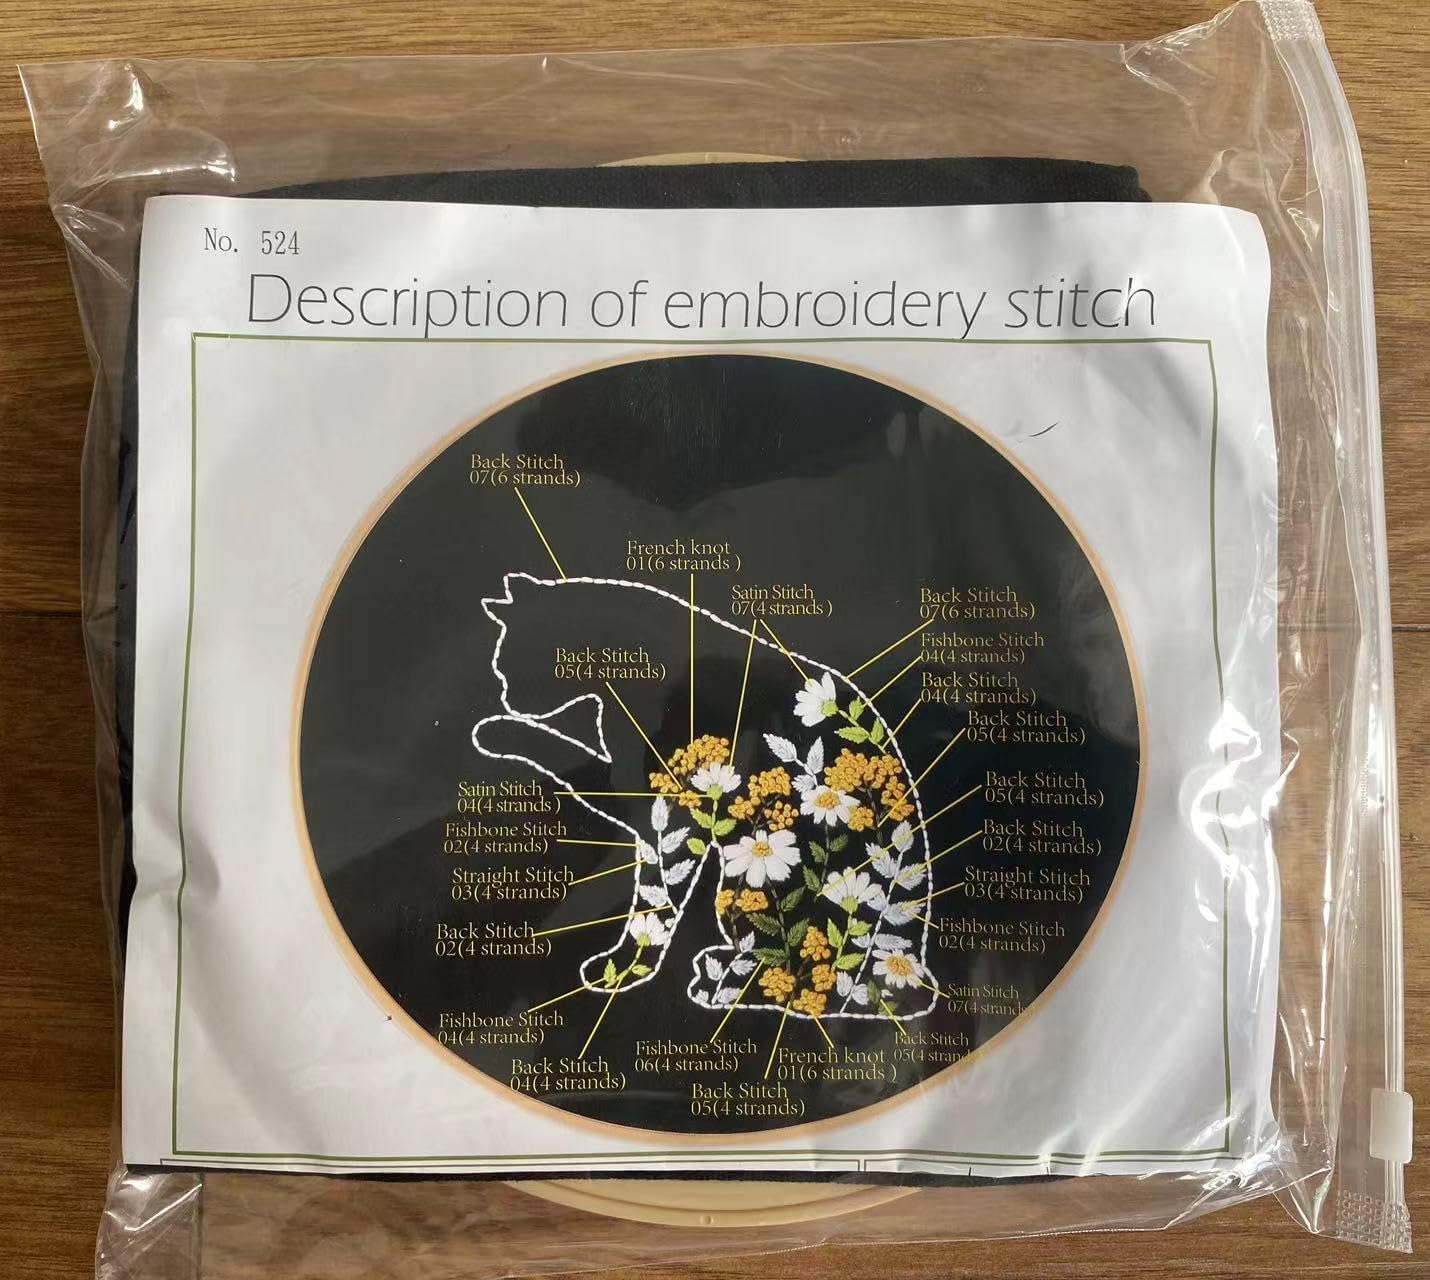 No. 524
Description of embroidery stitch
Back Stitch
07(6 strands)
French knot
01(6 strands )
Satin Stitch
07(4 strands )
Back Stitch
07(6 strands)
Fishbone Stitch
04(4 strands)
Back Stitch
05(4 strands)
Back Stitch
04(4 strands)
Back Stitch
05(4 strands)
Satin Stitch
04(4 strands )
Back Stitch
05(4 strands)
Fishbone Stitch
02(4 strands)
Back Stitch
02(4 strands)
Straight Stitch
03(4 strands)
Straight Stitch
03(4 strands)
Back Stitch
02(4 strands)
Fishbone Stitch
02(4 strands)
Satin Stitch
07(4 strands
Fishbone Stitch
04(4 strands)
Back Stitch
04(4 strands)
Fishbone Stitch
06(4 strands)
French knot
01(6 strands )
Back Stitch
05(4 strand
Back Stitch
05(4 strands)